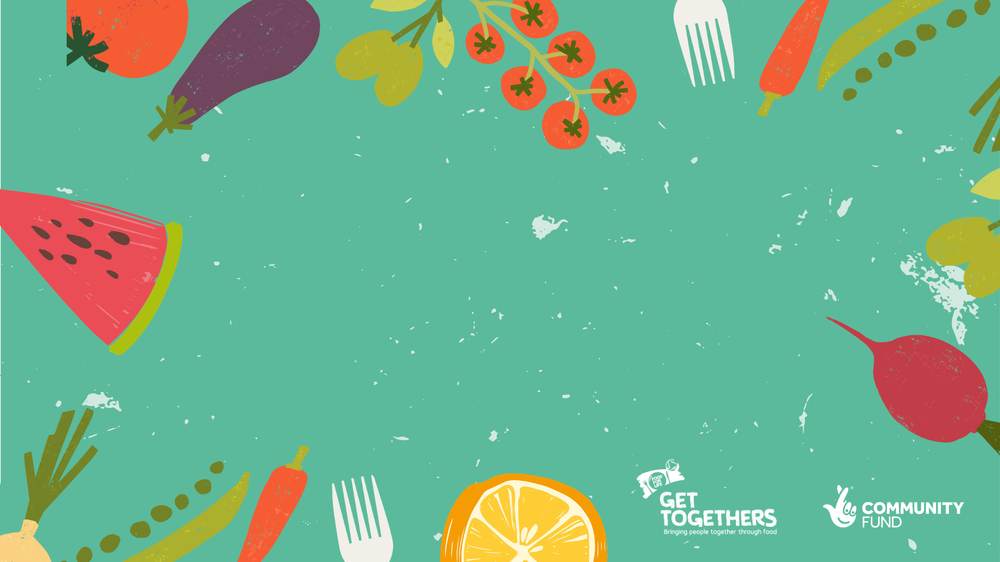 FOOD
FOR
LIFE
GET
TOGETHERS
Bringing people together through food
COMMUNITY
FUND